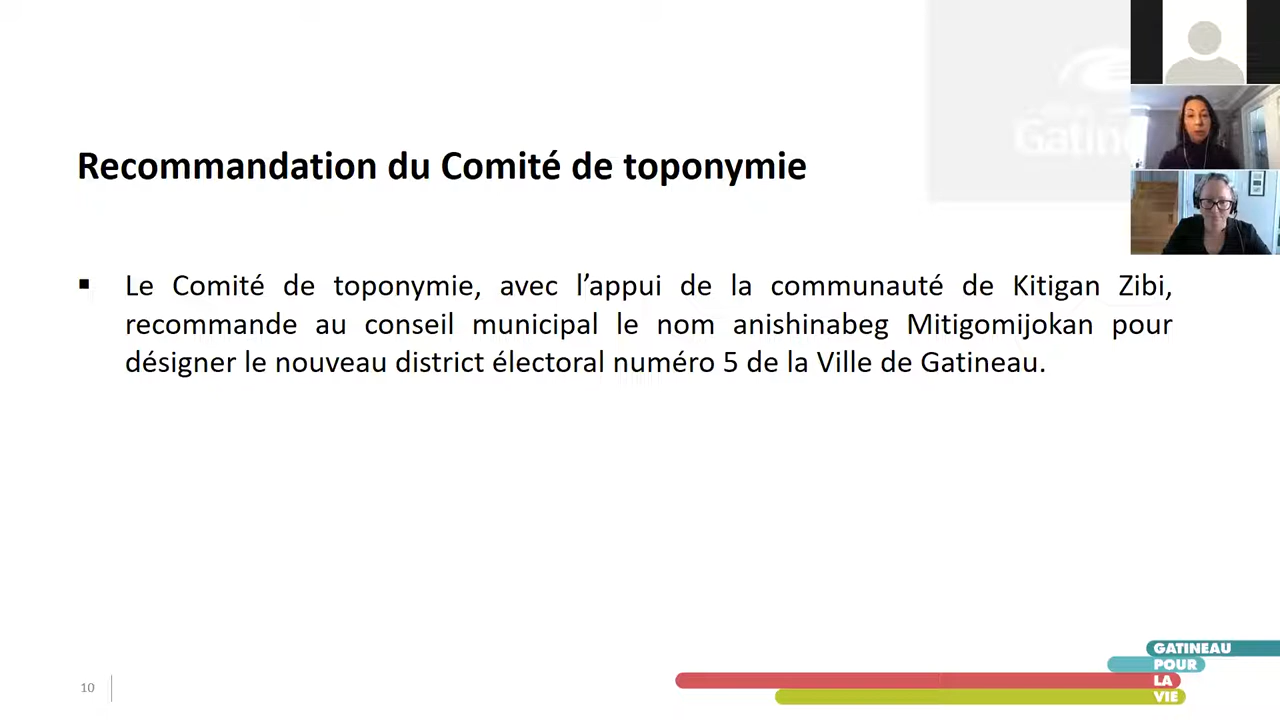 Recommandation du Comité de toponymie
▪ Le Comité de toponymie, avec l’appui de la communauté de Kitigan Zibi,
recommande au conseil municipal le nom anishinabeg Mitigomijokan pour
désigner le nouveau district électoral numéro 5 de la Ville de Gatineau.
10
GATINEAU
POUR
LA
VIE